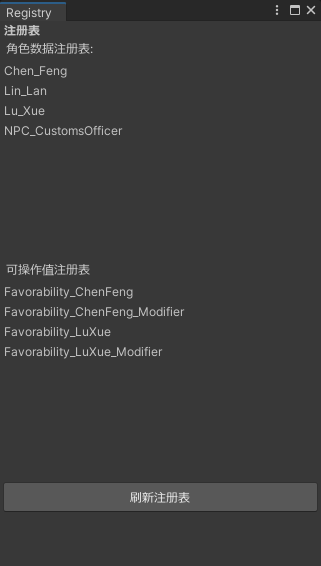 Registry
注册表
角色数据注册表:
Chen_Feng
Lin_Lan
Lu_Xue
NPC_CustomsOfficer
可操作值注册表
Favorability_ChenFeng
Favorability_ChenFeng_Modifier
Favorability_LuXue
Favorability_LuXue_Modifier
刷新注册表